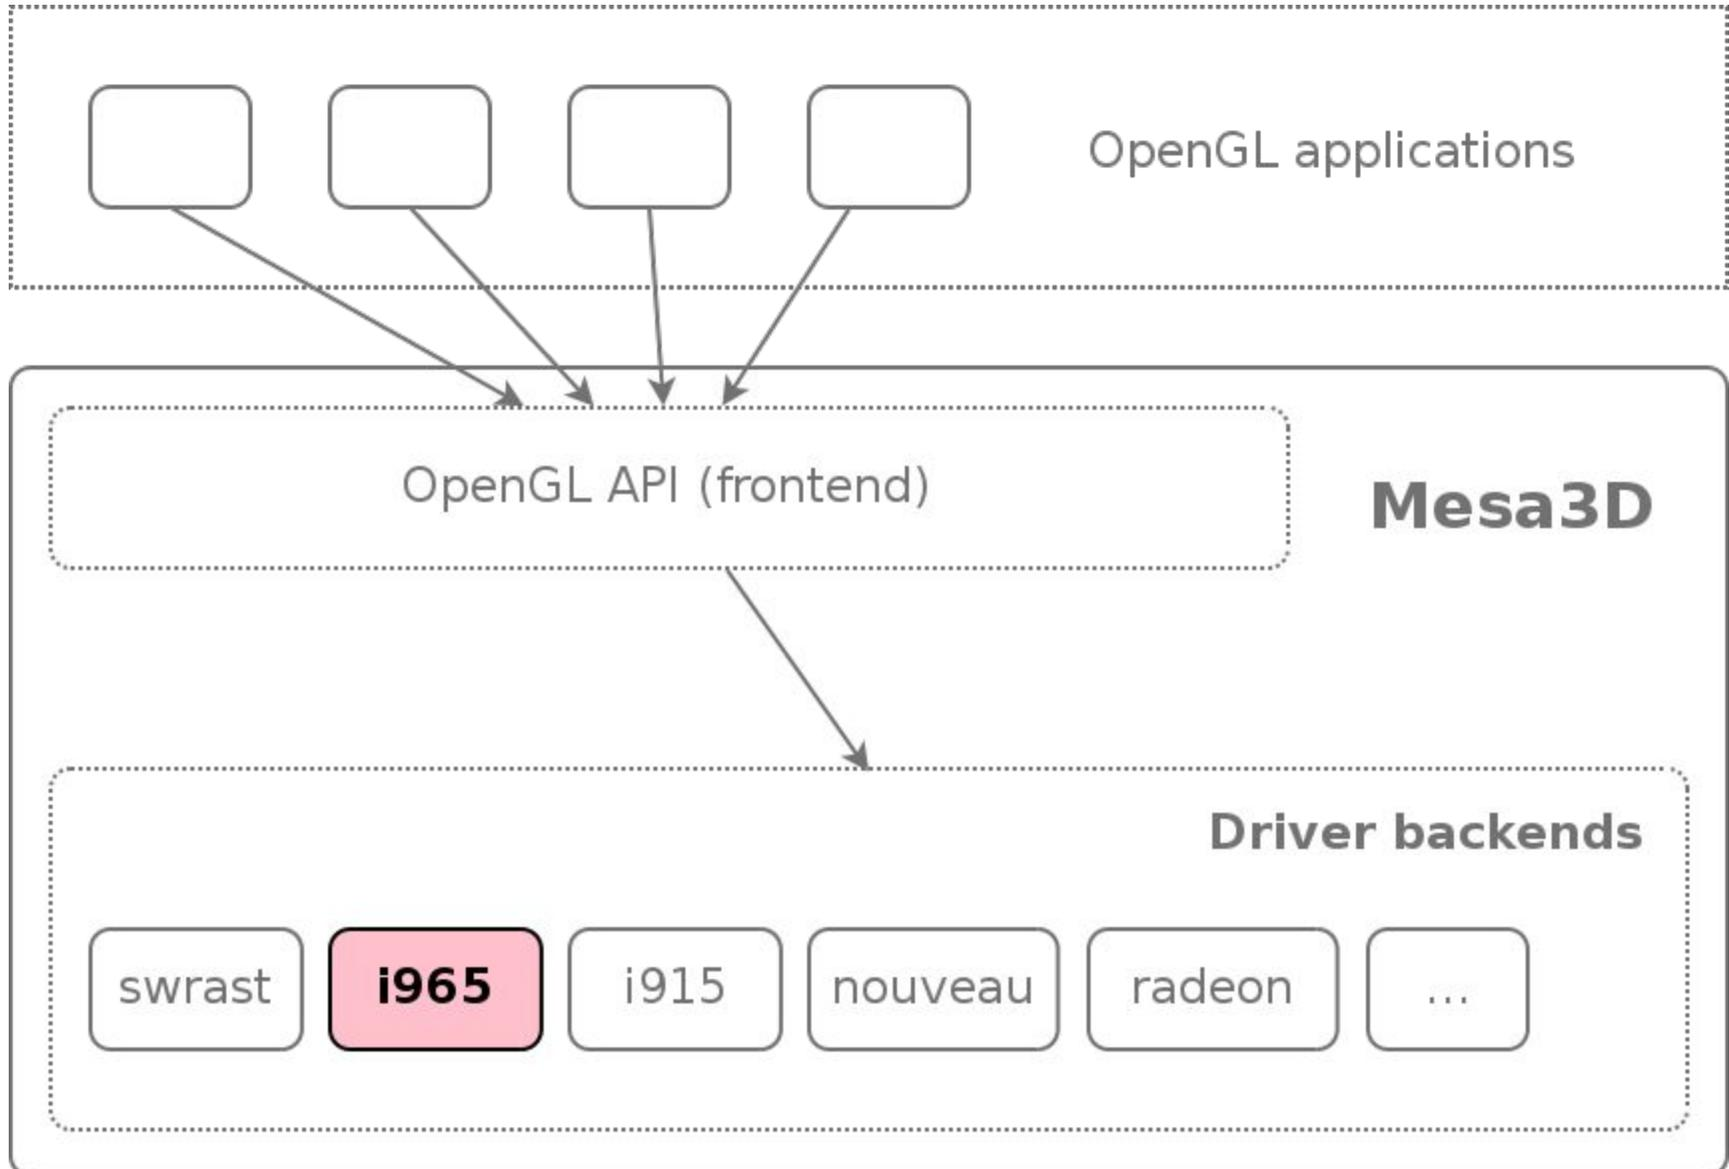 OpenGL applications
OpenGL API (frontend)
Mesa3D
Driver backends
swrast
i965
i915
nouveau
radeon
...